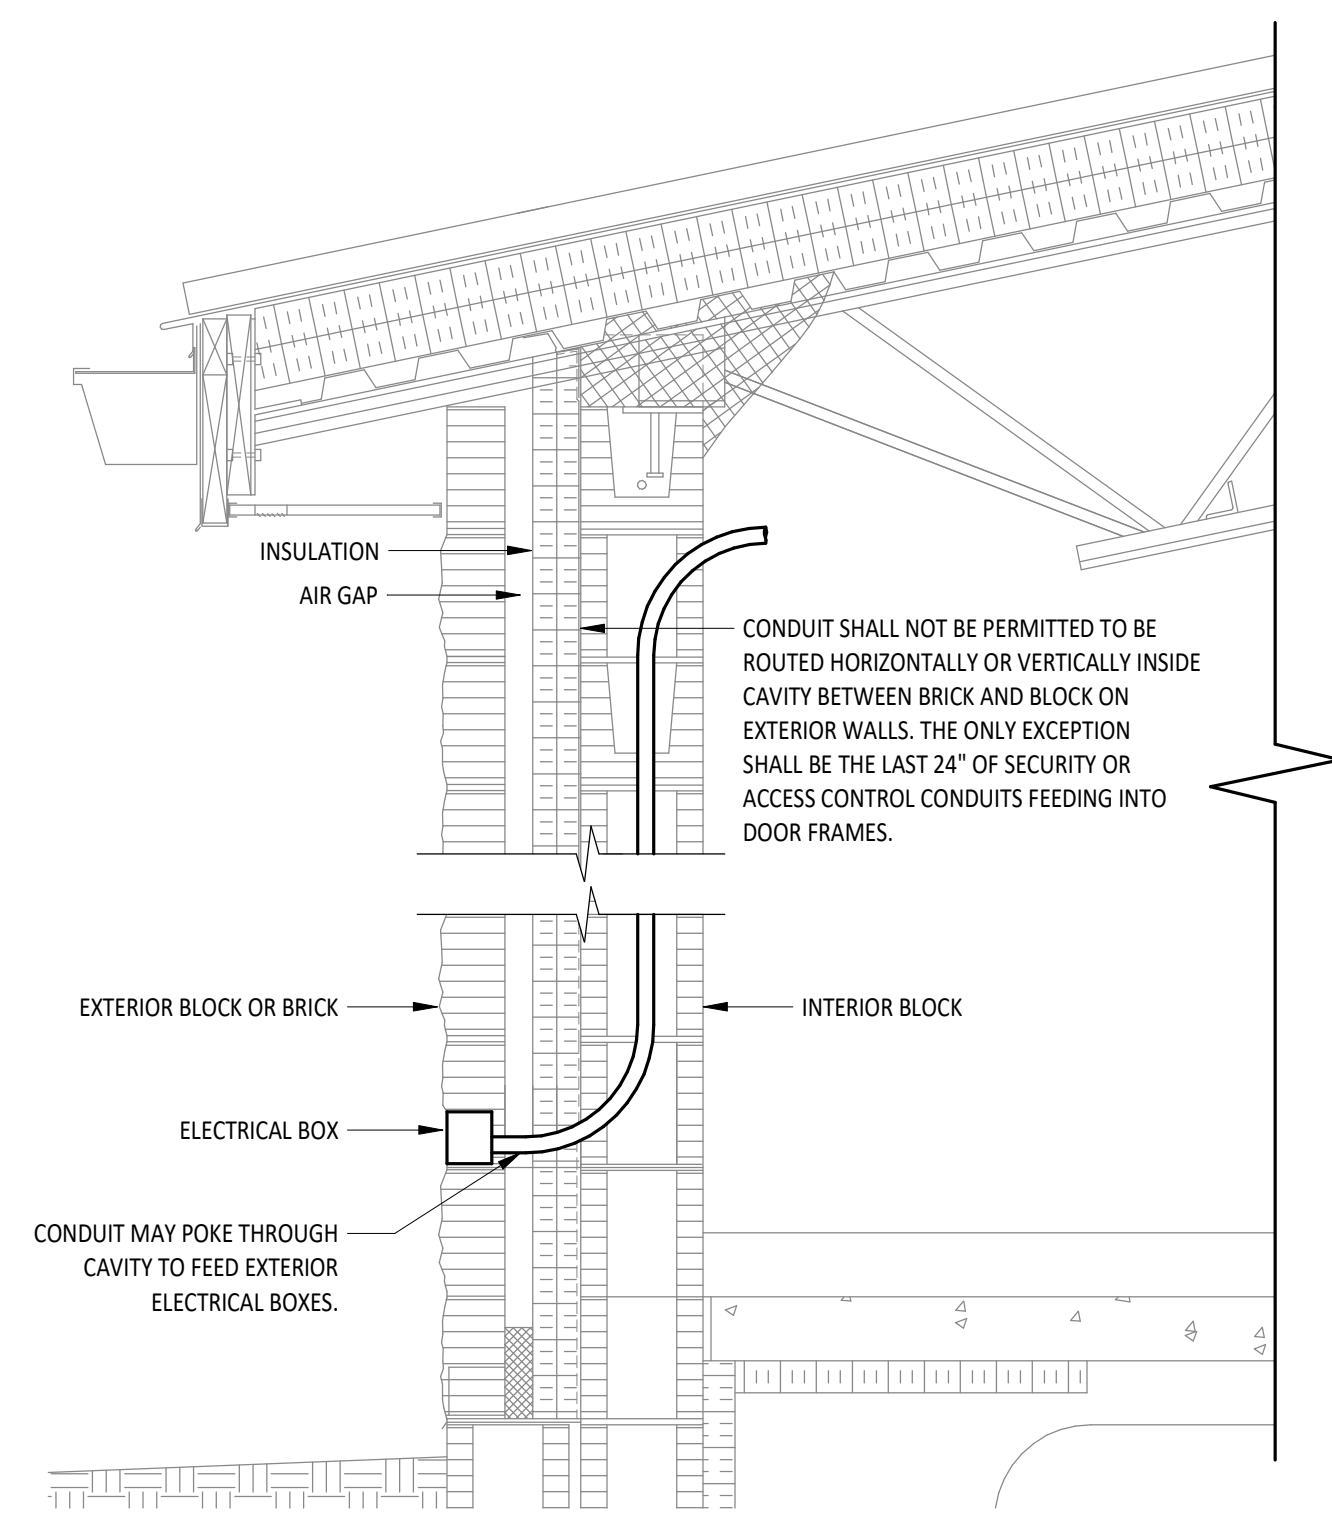 INSULATION
AIR GAP
CONDUIT SHALL NOT BE PERMITTED TO BE
ROUTED HORIZONTALLY OR VERTICALLY INSIDE
CAVITY BETWEEN BRICK AND BLOCK ON
EXTERIOR WALLS. THE ONLY EXCEPTION
SHALL BE THE LAST 24" OF SECURITY OR
ACCESS CONTROL CONDUITS FEEDING INTO
DOOR FRAMES.
EXTERIOR BLOCK OR BRICK
INTERIOR BLOCK
ELECTRICAL BOX
CONDUIT MAY POKE THROUGH
CAVITY TO FEED EXTERIOR
ELECTRICAL BOXES.